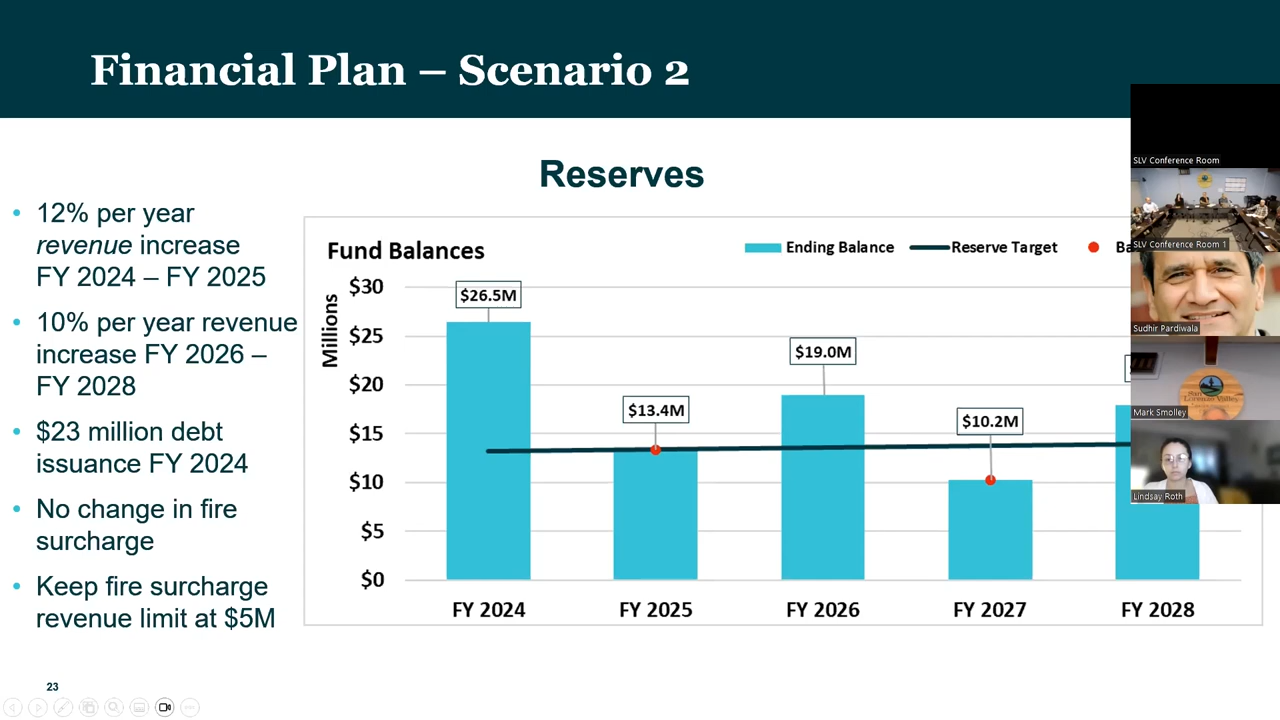 Financial Plan – Scenario 2
Reserves
• 12% per year
revenue increase
FY 2024 – FY 2025
• 10% per year revenue
increase FY 2026 –
FY 2028
• $23 million debt
issuance FY 2024
• No change in fire
surcharge
• Keep fire surcharge
revenue limit at $5M
Fund Balances
Ending Balance
Reserve Target
Millions
$30
$25
$20
$15
$10
$5
$0
$26.5M
$13.4M
$19.0M
$10.2M
FY 2024
FY 2025
FY 2026
FY 2027
FY 2028
SLV Conference Room
SLV Conference Room 1
Sudhir Pardiwala
San
Lorenzo Valley
Mark Smolley
Lindsay Roth
23